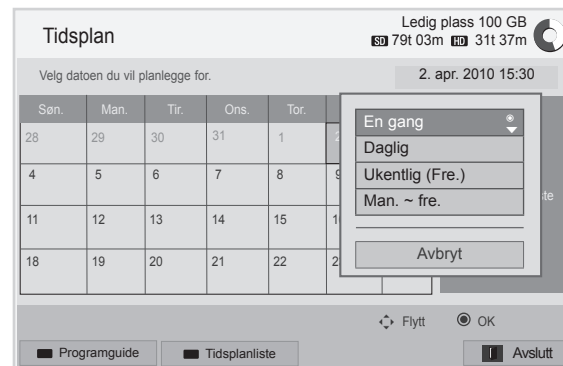 Tidsplan
Ledig plass 100 GB
SD 79t 03m HD 31t 37m
Velg datoen du vil planlegge for.
2. apr. 2010 15:30
Søn. Man. Tir. Ons. Tor.
28 29 30 31 1
4 5 6 7 8
11 12 13 14 15
18 19 20 21 22
En gang
Daglig
Ukentlig (Fre.)
Man. ~ fre.
Avbryt
Flytt OK
Programguide Tidsplanliste Avslutt